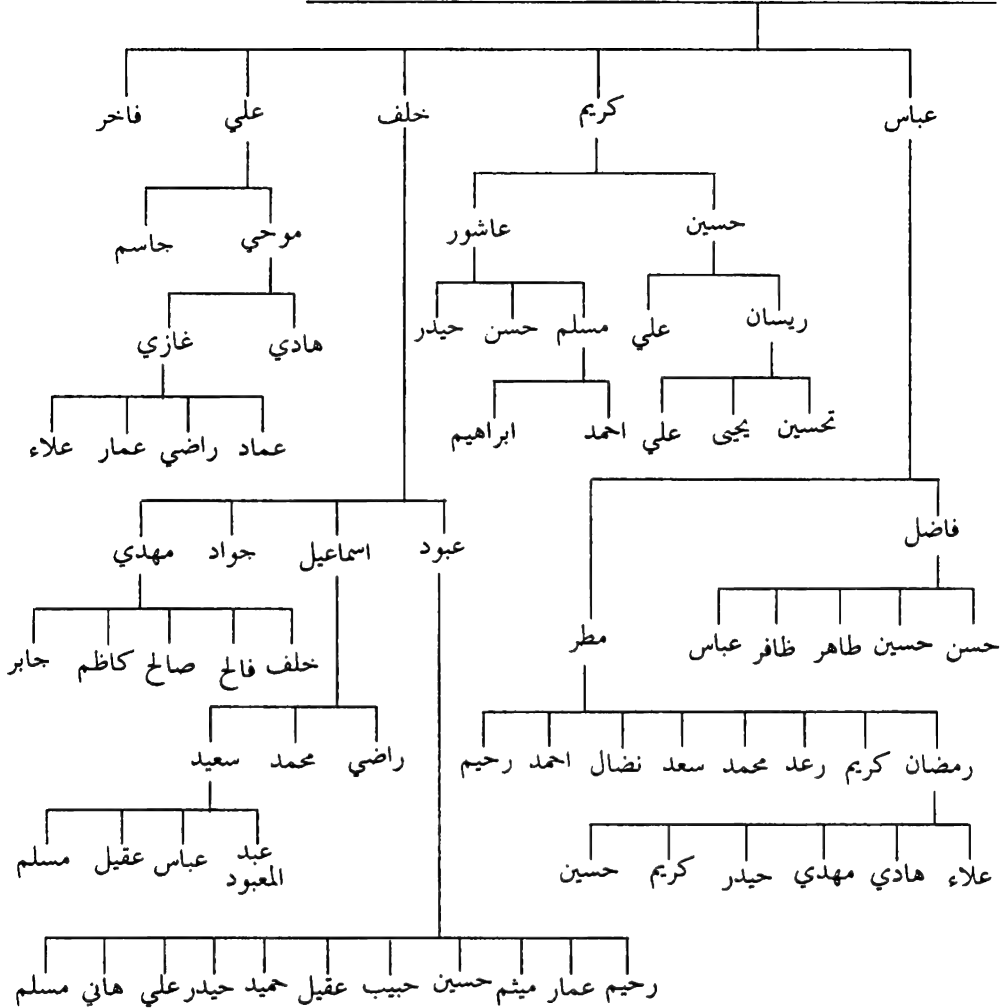 عباس كريم خلف علي فاخر
حسين عاشور موحي جاسم
ريسان علي مسلم حسن حيدر هادي غازي
تحسين يحيى علي احمد ابراهيم عماد راضي عمار علاء
فاضل عبود اسماعيل جواد مهدي
حسن حسين طاهر ظافر عباس مطر خلف فالح صالح كاظم جابر
رمضان كريم رعد محمد سعد نضال احمد رحيم راضي محمد سعيد
علاء هادي مهدي حيدر كريم حسين عبد عباس عقيل مسلم
المعبود
رحيم عمار ميثم حسين حبيب عقيل حميد حيدر علي هاني مسلم